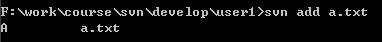 F:\work\course\svn\develop\user1>svn add a.txt
A         a.txt